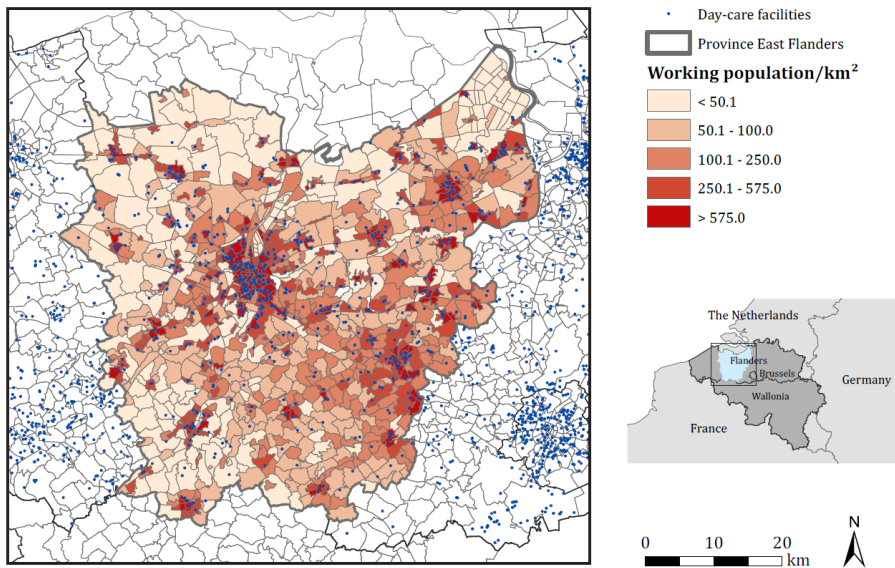 Day-care facilities
Province East Flanders
Working population/km²
< 50.1
50.1 - 100.0
100.1 - 250.0
250.1 - 575.0
> 575.0
The Netherlands
Flanders
Brussels
Germany
Wallonia
France
N
0 10 20
km